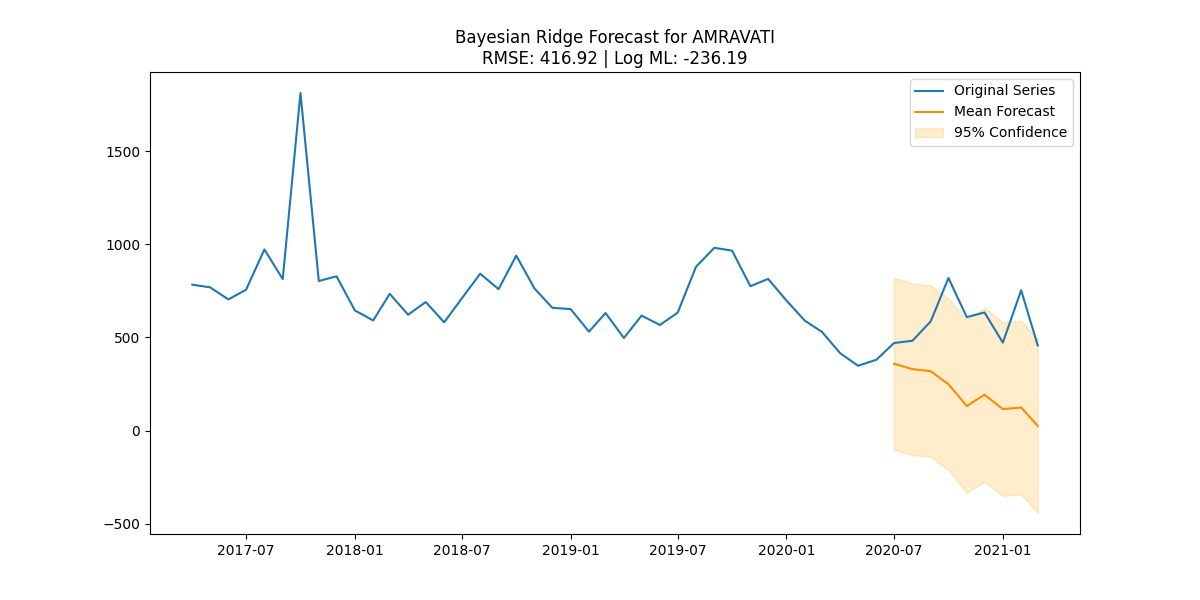 Bayesian Ridge Forecast for AMRAVATI
RMSE: 416.92 | Log ML: -236.19
Original Series
Mean Forecast
95% Confidence
1500
1000
500
0
−500
2017-07
2018-01
2018-07
2019-01
2019-07
2020-01
2020-07
2021-01